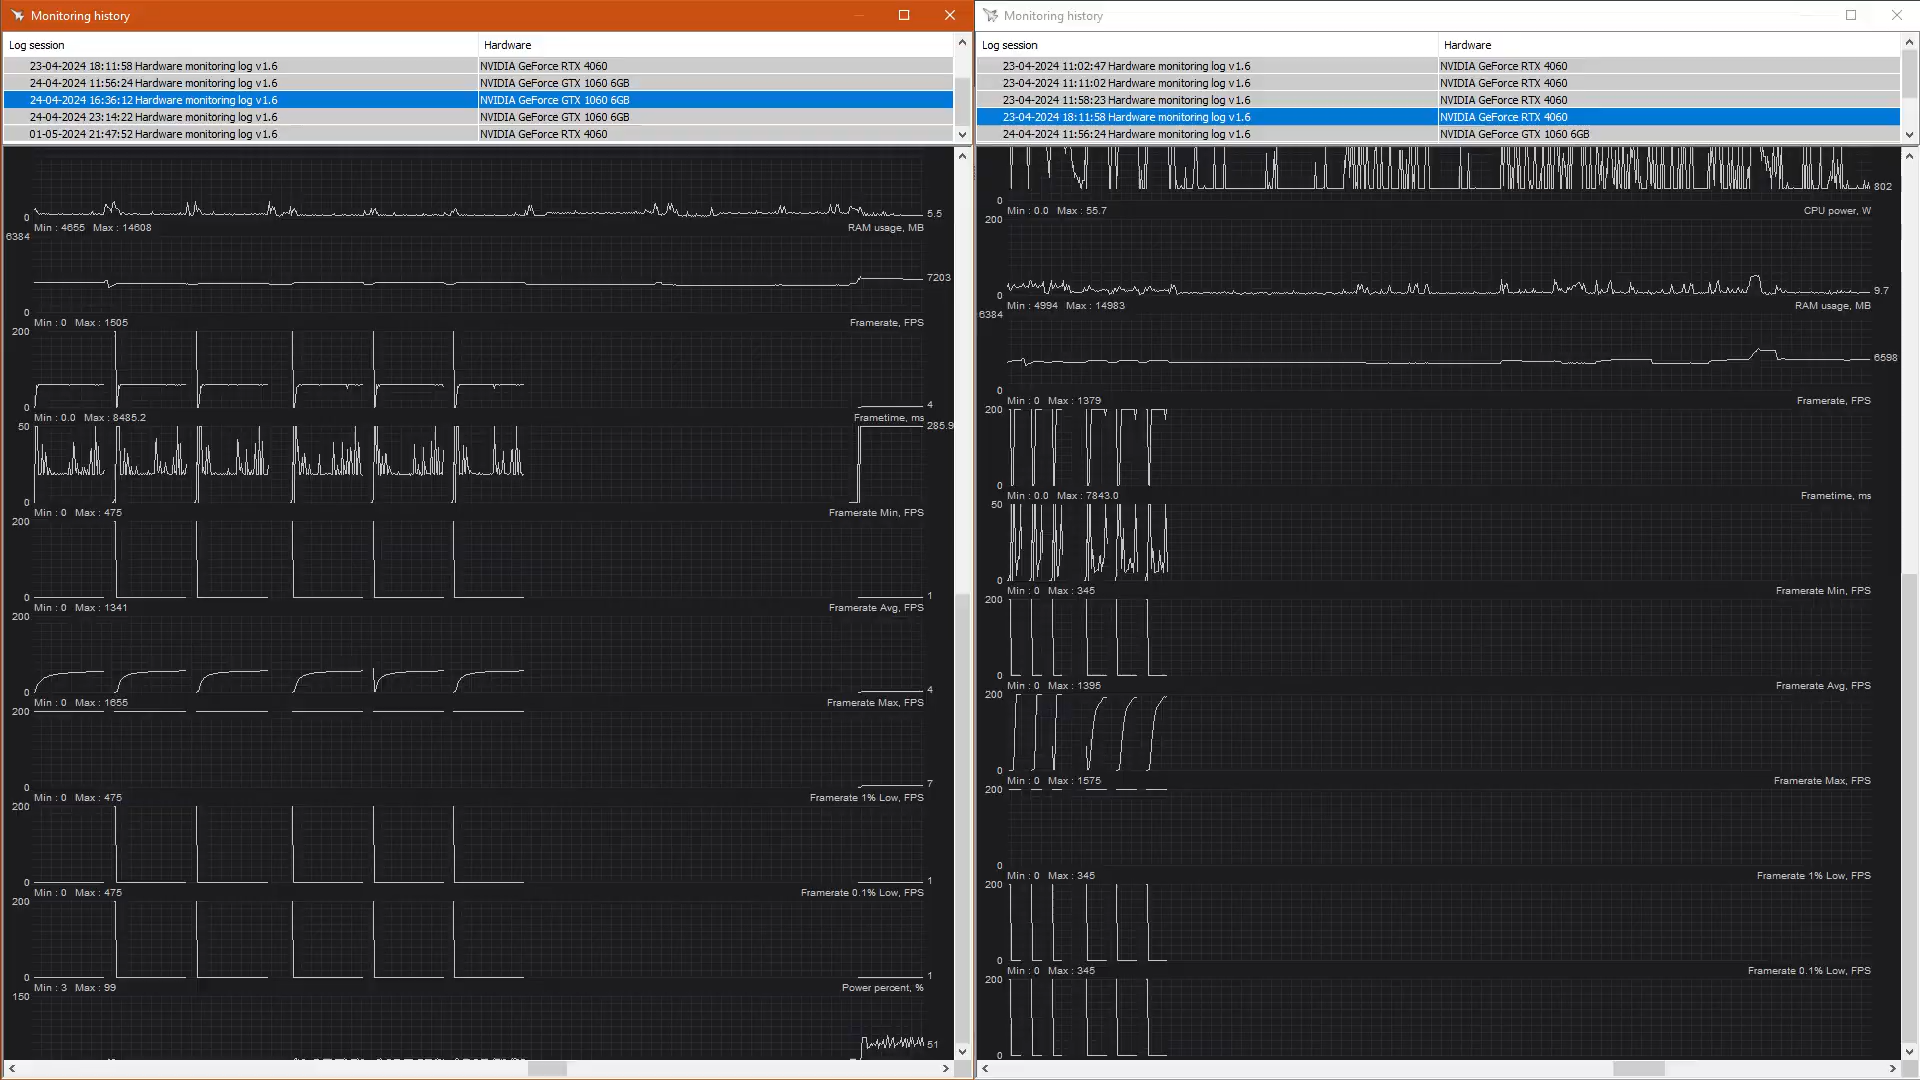 Monitoring history
Log session Hardware
23-04-2024 18:11:58 Hardware monitoring log v1.6 NVIDIA GeForce RTX 4060
24-04-2024 11:56:24 Hardware monitoring log v1.6 NVIDIA GeForce GTX 1060 6GB
24-04-2024 16:36:12 Hardware monitoring log v1.6 NVIDIA GeForce GTX 1060 6GB
24-04-2024 23:14:22 Hardware monitoring log v1.6 NVIDIA GeForce GTX 1060 6GB
01-05-2024 21:47:52 Hardware monitoring log v1.6 NVIDIA GeForce RTX 4060
0 5.5
Min : 4655 Max : 14608 RAM usage, MB
6384
7203
0
Min : 0 Max : 1505 Framerate, FPS
200
4
0
Min : 0.0 Max : 8485.2 Frametime, ms
50 285.9
0
Min : 0 Max : 475 Framerate Min, FPS
200
0 1
Min : 0 Max : 1341 Framerate Avg, FPS
200
0 4
Min : 0 Max : 1655 Framerate Max, FPS
200
0 7
Min : 0 Max : 475 Framerate 1% Low, FPS
200
0 1
Min : 0 Max : 475 Framerate 0.1% Low, FPS
200
0 1
Min : 3 Max : 99 Power percent, %
150
51
Monitoring history
Log session Hardware
23-04-2024 11:02:47 Hardware monitoring log v1.6 NVIDIA GeForce RTX 4060
23-04-2024 11:11:02 Hardware monitoring log v1.6 NVIDIA GeForce RTX 4060
23-04-2024 11:58:23 Hardware monitoring log v1.6 NVIDIA GeForce RTX 4060
23-04-2024 18:11:58 Hardware monitoring log v1.6 NVIDIA GeForce RTX 4060
24-04-2024 11:56:24 Hardware monitoring log v1.6 NVIDIA GeForce GTX 1060 6GB
802
0
Min : 0.0 Max : 55.7 CPU power, W
200
0 9.7
Min : 4994 Max : 14983 RAM usage, MB
6384
6598
0
Min : 0 Max : 1379 Framerate, FPS
200
0
Min : 0.0 Max : 7843.0 Frametime, ms
50
0
Min : 0 Max : 345 Framerate Min, FPS
200
0
Min : 0 Max : 1395 Framerate Avg, FPS
200
0
Min : 0 Max : 1575 Framerate Max, FPS
200
0
Min : 0 Max : 345 Framerate 1% Low, FPS
200
0
Min : 0 Max : 345 Framerate 0.1% Low, FPS
200
0